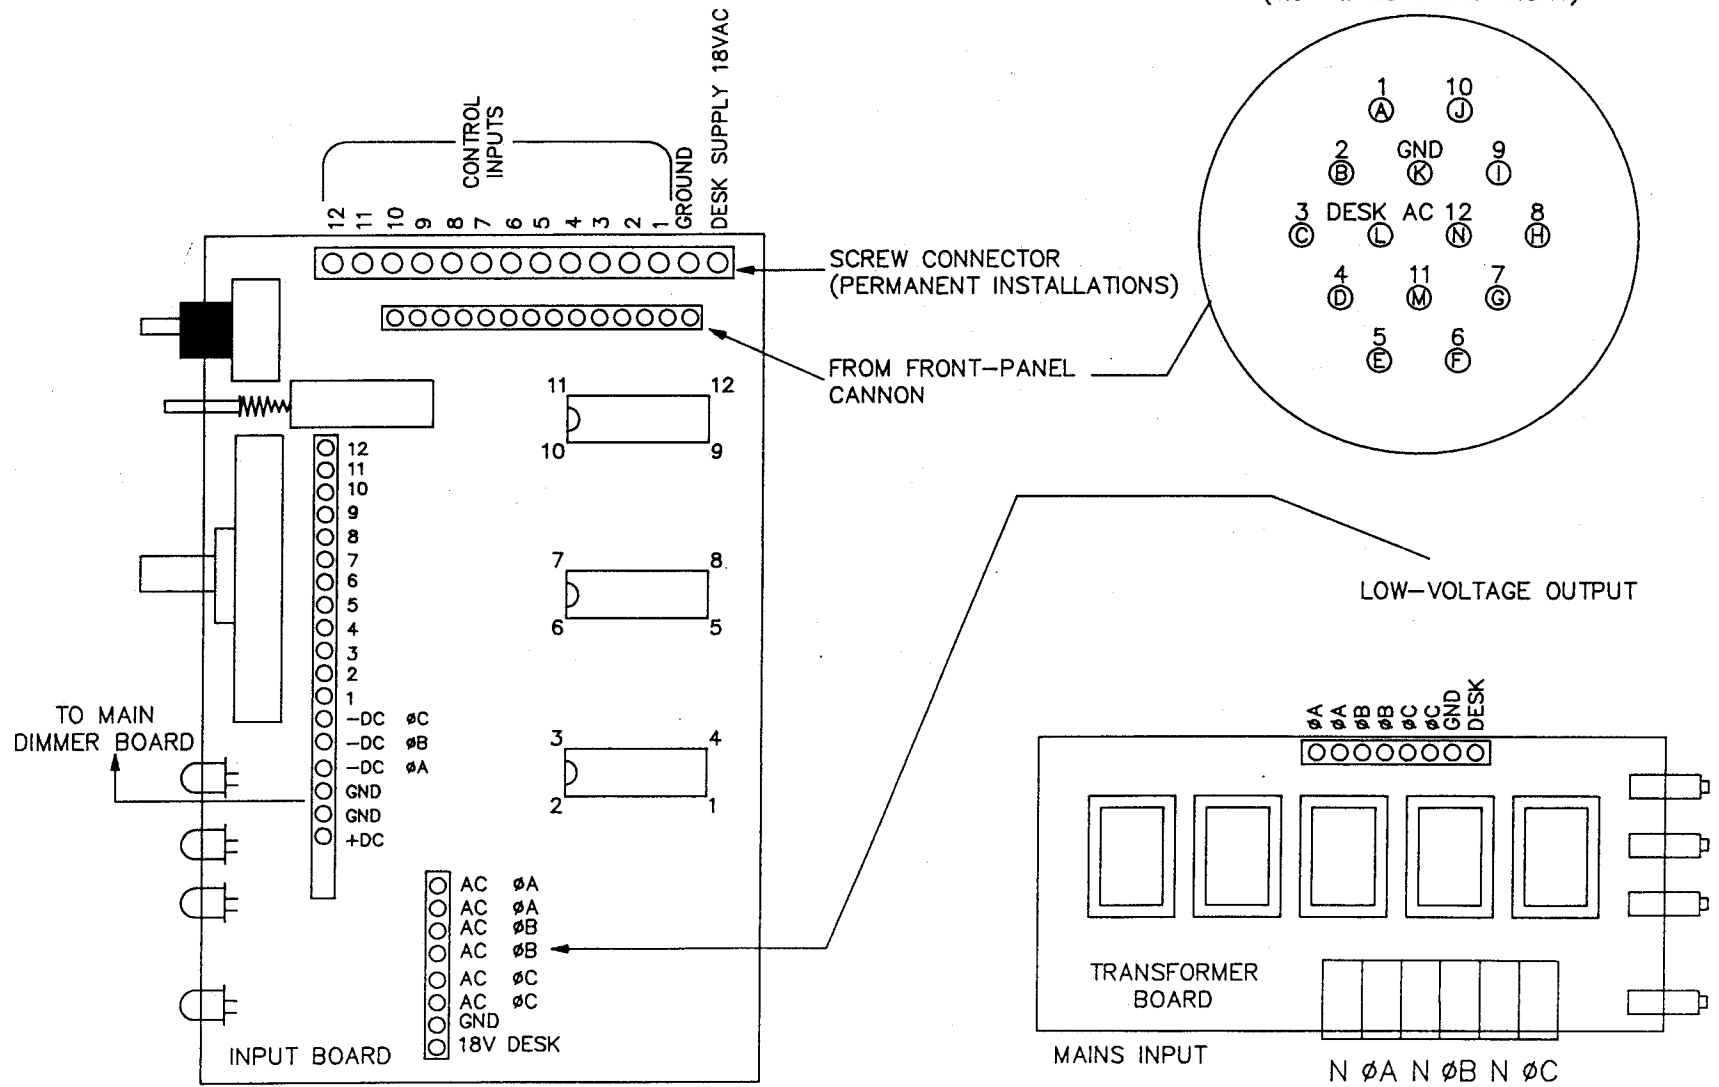 CONTROL
INPUTS
12 11 10 9 8 7 6 5 4 3 2 1 GROUND DESK SUPPLY 18VAC
SCREW CONNECTOR
(PERMANENT INSTALLATIONS)
FROM FRONT-PANEL
CANNON
1 10
A J
2 GND 9
B K I
3 DESK AC 12 8
C L N H
4 11 7
D M G
5 6
E F
11 12
10 9
7 8
6 5
3 4
2 1
12
11
10
9
8
7
6
5
4
3
2
1
-DC øC
-DC øB
-DC øA
GND
GND
+DC
TO MAIN
DIMMER BOARD
AC øA
AC øA
AC øB
AC øB
AC øC
AC øC
GND
18V DESK
INPUT BOARD
LOW-VOLTAGE OUTPUT
øA øA øB øB øC øC GND DESK
TRANSFORMER
BOARD
MAINS INPUT
N øA N øB N øC